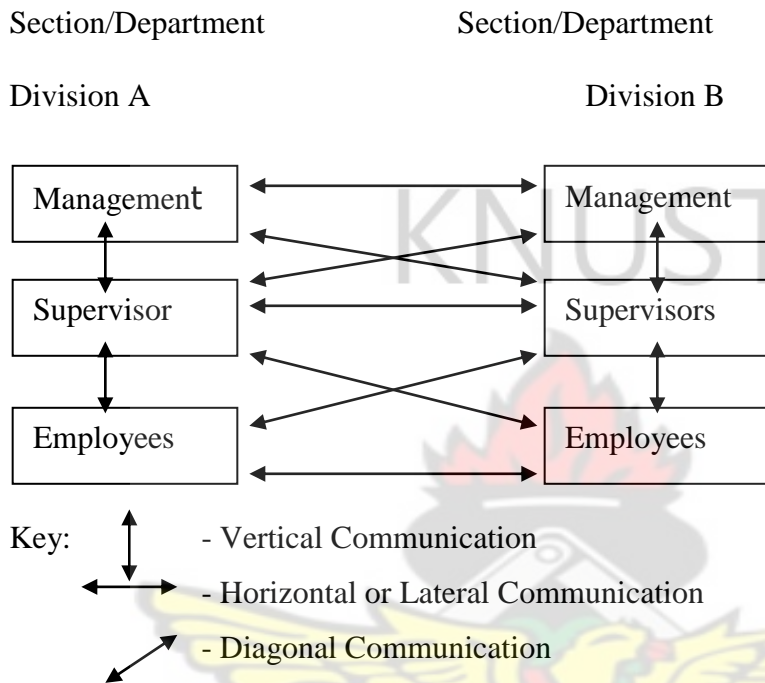 Section/Department Section/Department
Division A Division B
Management Management
KNUST
Supervisor Supervisors
Employees Employees
Key: - Vertical Communication
- Horizontal or Lateral Communication
- Diagonal Communication